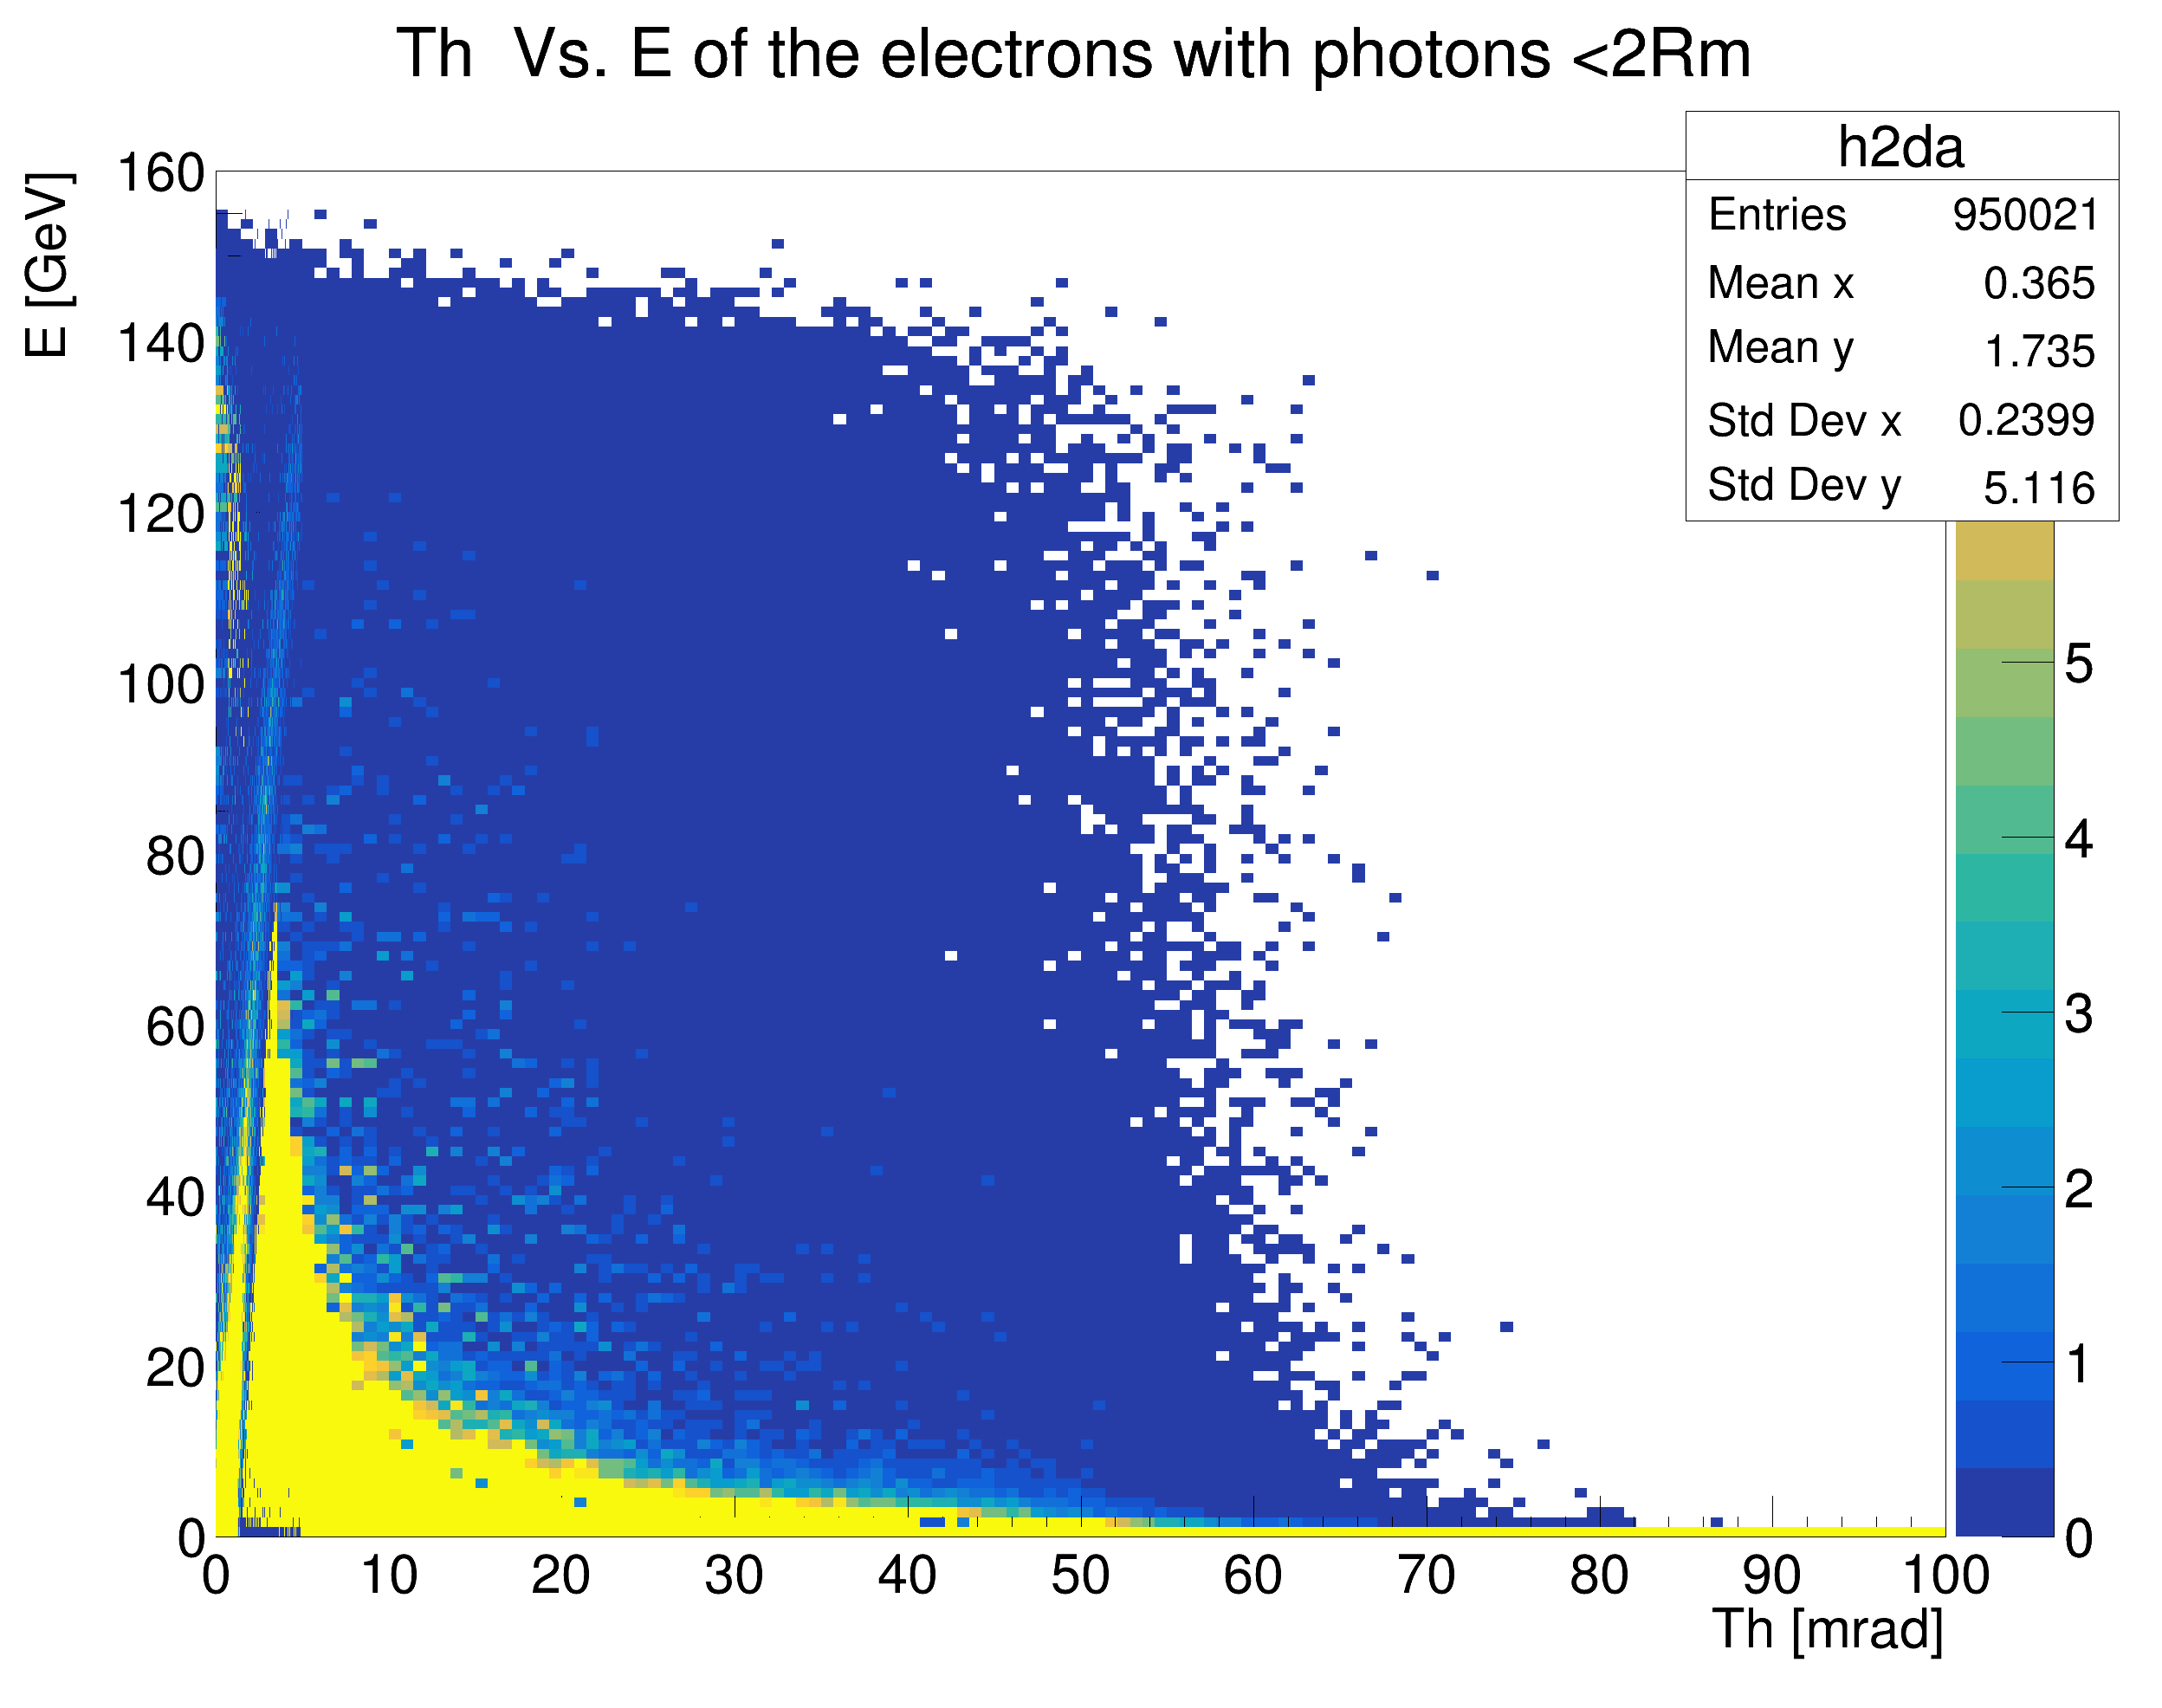 Th Vs. E of the electrons with photons <2Rm
h2da
Entries 950021
Mean x 0.365
Mean y 1.735
Std Dev x 0.2399
Std Dev y 5.116
E [GeV]
160
140
120
100
80
60
40
20
0
5
4
3
2
1
0
0 10 20 30 40 50 60 70 80 90 100
Th [mrad]